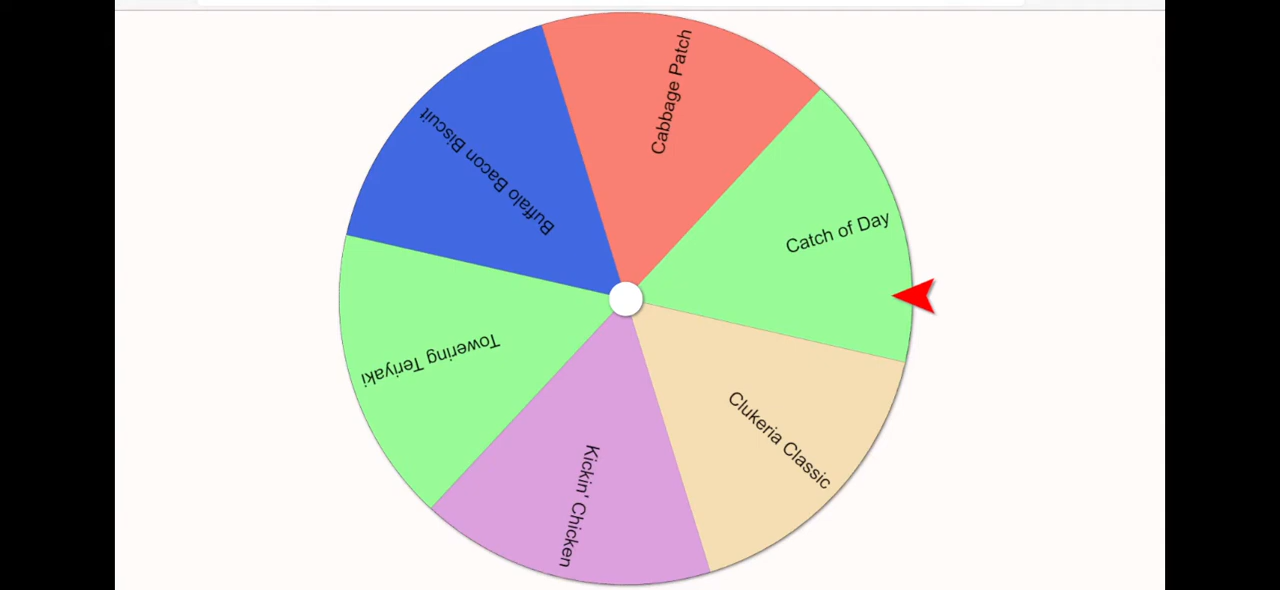 Cabbage Patch
Catch of Day
Clukeria Classic
Kickin' Chicken
Towering Teriyaki
Buffalo Bacon Biscuit